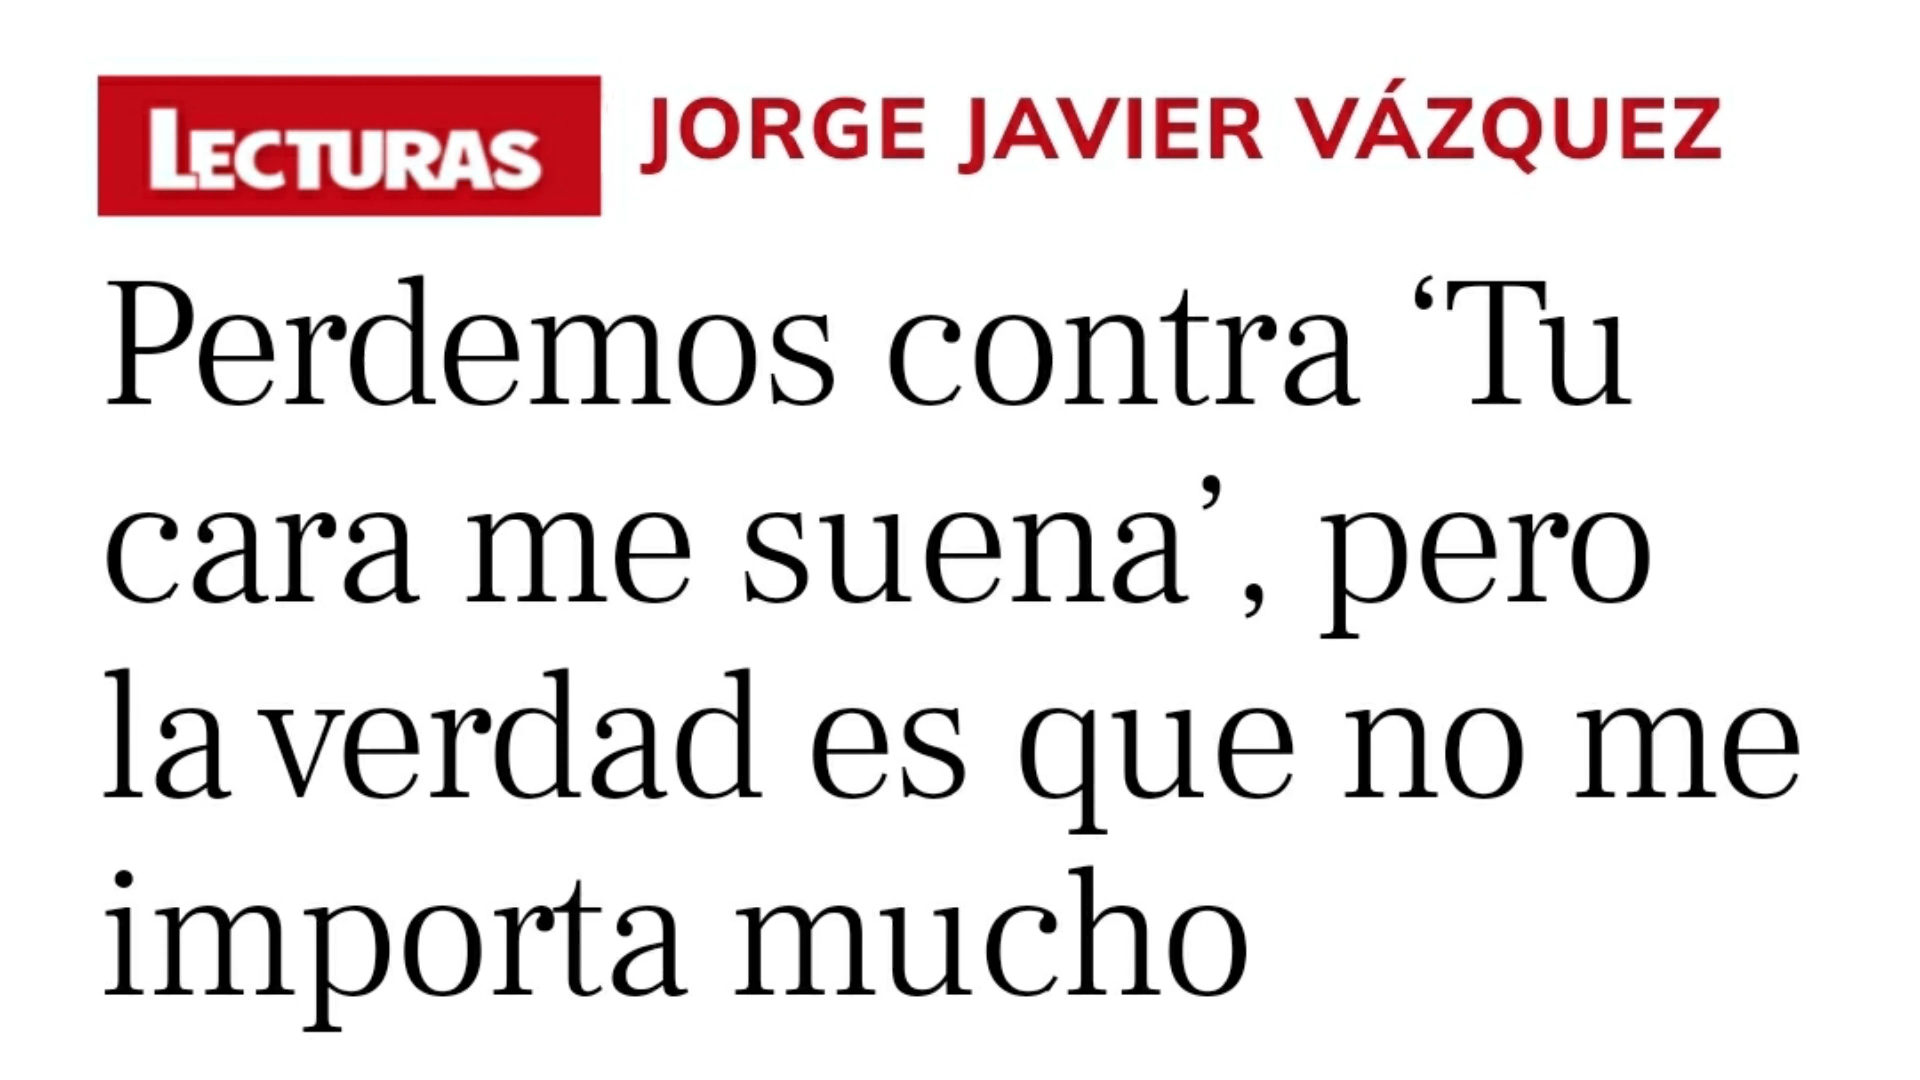 LECTURAS JORGE JAVIER VÁZQUEZ
Perdemos contra ‘Tu
cara me suena’, pero
la verdad es que no me
importa mucho